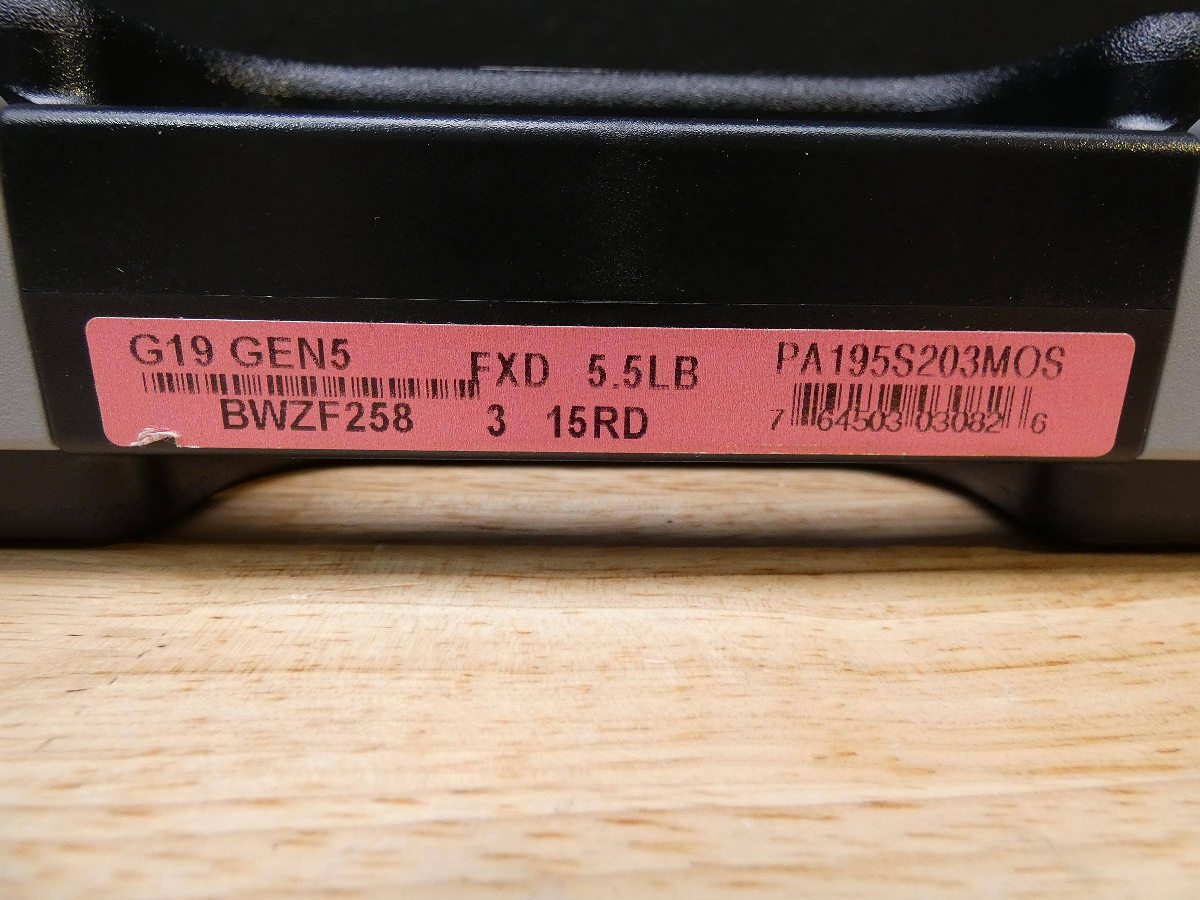 G19 GEN5 FXD 5.5LB PA195S203MOS
BWZF258 3 15RD 7 64503 03082 6